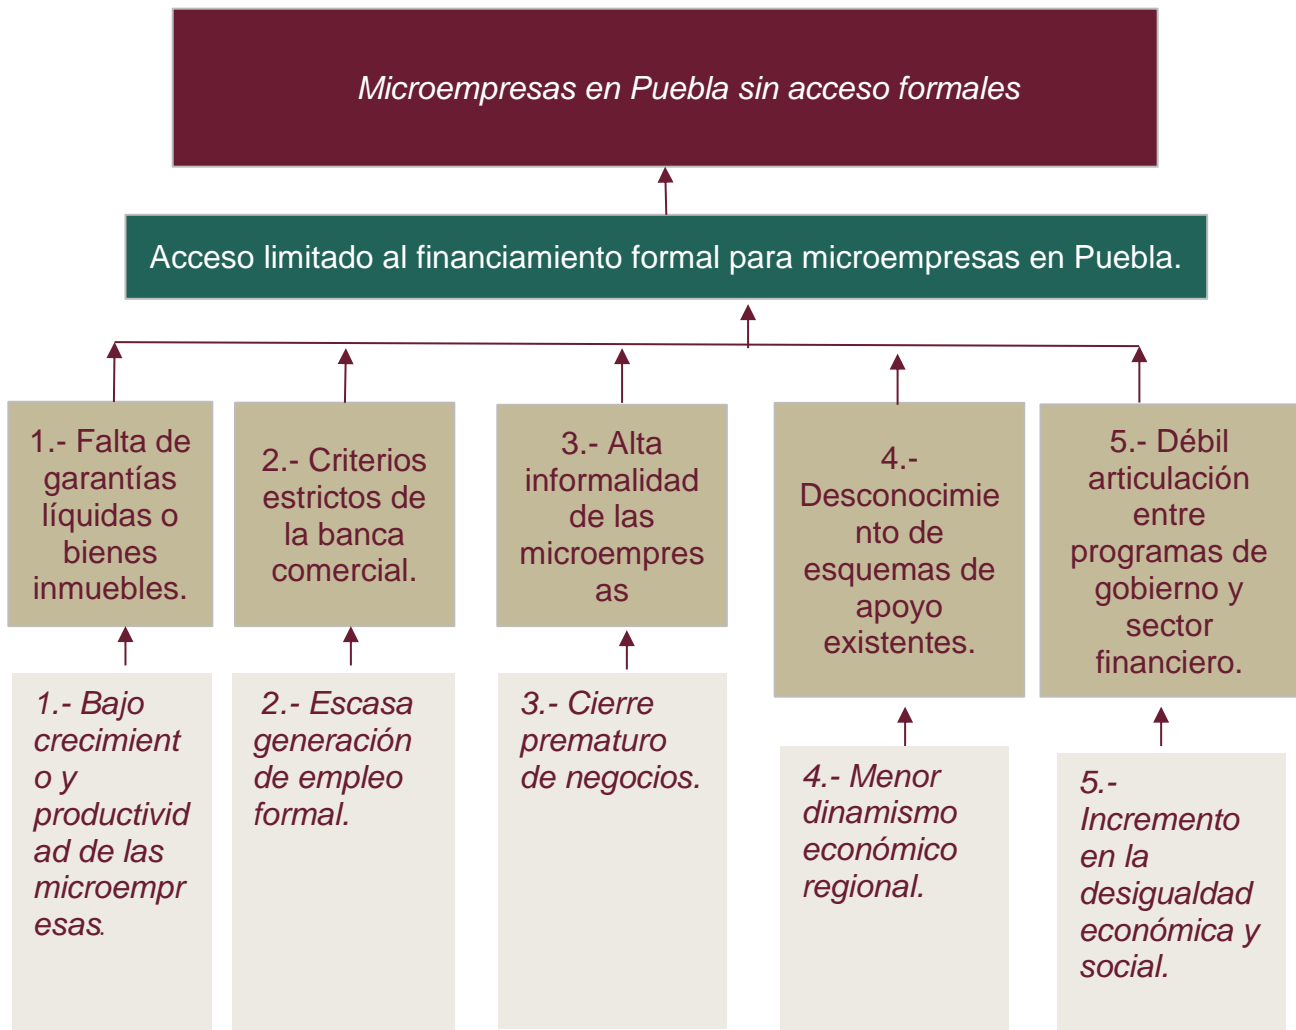 Microempresas en Puebla sin acceso formales
Acceso limitado al financiamiento formal para microempresas en Puebla.
1.- Falta de
garantías
líquidas o
bienes
inmuebles.
2.- Criterios
estrictos de
la banca
comercial.
3.- Alta
informalidad
de las
microempres
as
4.-
Desconocimie
nto de
esquemas de
apoyo
existentes.
5.- Débil
articulación
entre
programas de
gobierno y
sector
financiero.
1.- Bajo
crecimient
o y
productivid
ad de las
microempr
esas.
2.- Escasa
generación
de empleo
formal.
3.- Cierre
prematuro
de negocios.
4.- Menor
dinamismo
económico
regional.
5.-
Incremento
en la
desigualdad
económica y
social.